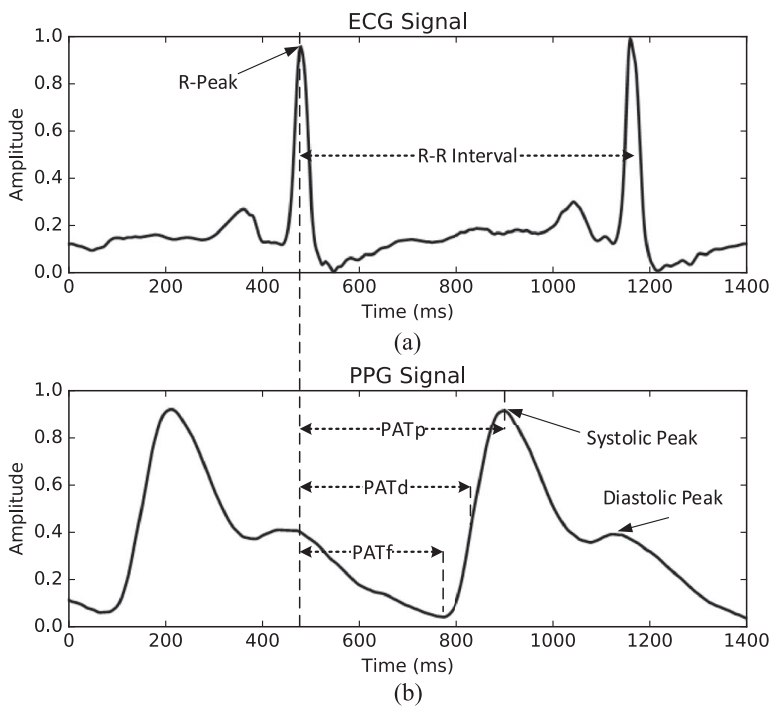 ECG Signal
1.0
0.8
0.6
0.4
0.2
0.0
Amplitude
R-Peak
R-R Interval
0 200 400 600 800 1000 1200 1400
Time (ms)
(a)
PPG Signal
1.0
0.8
0.6
0.4
0.2
0.0
Amplitude
PATp
Systolic Peak
PATd
Diastolic Peak
PATf
0 200 400 600 800 1000 1200 1400
Time (ms)
(b)